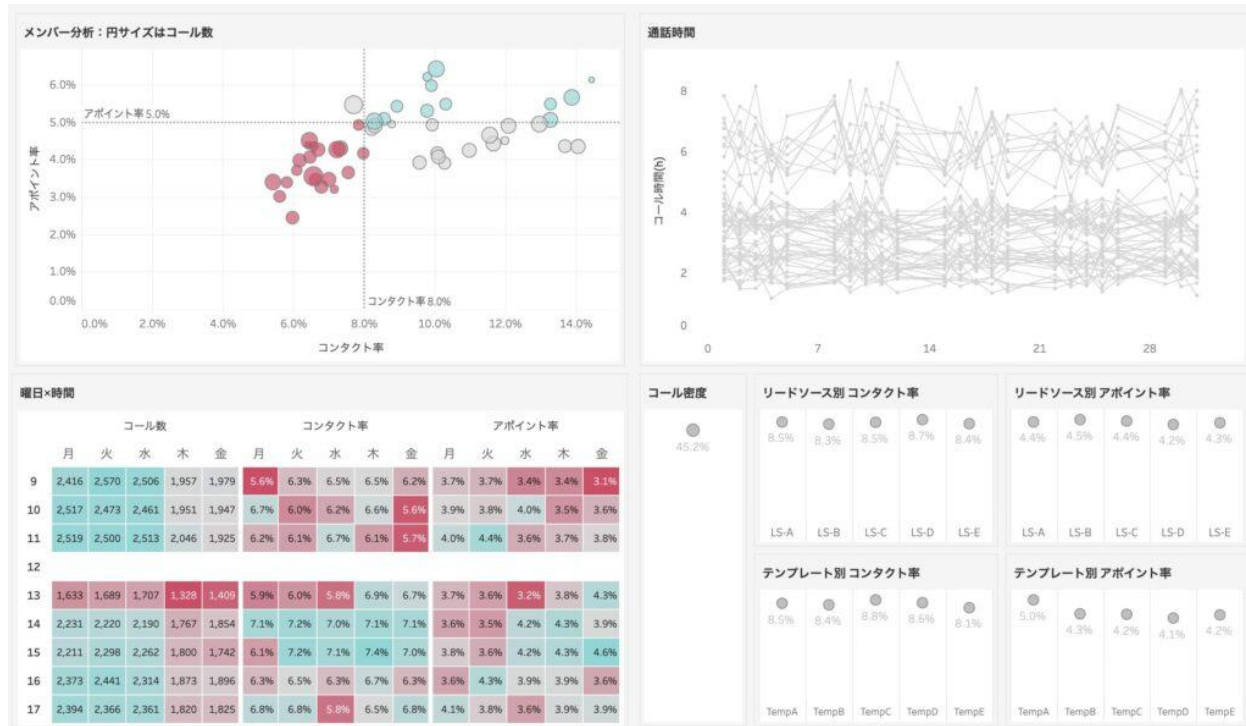 メンバー分析：円サイズはコール数
アポイント率
6.0%
5.0%
4.0%
3.0%
2.0%
1.0%
0.0%
アポイント率 5.0%
コンタクト率 8.0%
0.0% 2.0% 4.0% 6.0% 8.0% 10.0% 12.0% 14.0%
コンタクト率
通話時間
コール時間(h)
8
6
4
2
0
0 7 14 21 28
曜日×時間
コール数 コンタクト率 アポイント率
月 火 水 木 金 月 火 水 木 金 月 火 水 木 金
9 2,416 2,570 2,506 1,957 1,979 5.6% 6.3% 6.5% 6.5% 6.2% 3.7% 3.7% 3.4% 3.4% 3.1%
10 2,517 2,473 2,461 1,951 1,947 6.7% 6.0% 6.2% 6.6% 5.6% 3.9% 3.8% 4.0% 3.5% 3.6%
11 2,519 2,500 2,513 2,046 1,925 6.2% 6.1% 6.7% 6.1% 5.7% 4.0% 4.4% 3.6% 3.7% 3.8%
12
13 1,633 1,689 1,707 1,328 1,409 5.9% 6.0% 5.8% 6.9% 6.7% 3.7% 3.6% 3.2% 3.8% 4.3%
14 2,231 2,220 2,190 1,767 1,854 7.1% 7.2% 7.0% 7.1% 7.1% 3.6% 3.5% 4.2% 4.3% 3.9%
15 2,211 2,298 2,262 1,800 1,742 6.1% 7.2% 7.1% 7.4% 7.0% 3.8% 3.6% 4.2% 4.3% 4.6%
16 2,373 2,441 2,314 1,873 1,896 6.3% 6.5% 6.3% 6.7% 6.3% 3.6% 4.3% 3.9% 3.9% 3.6%
17 2,394 2,366 2,361 1,820 1,825 6.8% 6.8% 5.8% 6.5% 6.8% 4.1% 3.8% 3.6% 3.9% 3.9%
コール密度
45.2%
リードソース別 コンタクト率
8.5% 8.3% 8.5% 8.7% 8.4%
LS-A LS-B LS-C LS-D LS-E
リードソース別 アポイント率
4.4% 4.5% 4.4% 4.2% 4.3%
LS-A LS-B LS-C LS-D LS-E
テンプレート別 コンタクト率
8.5% 8.4% 8.8% 8.6% 8.1%
TempA TempB TempC TempD TempE
テンプレート別 アポイント率
5.0% 4.3% 4.2% 4.1% 4.2%
TempA TempB TempC TempD TempE